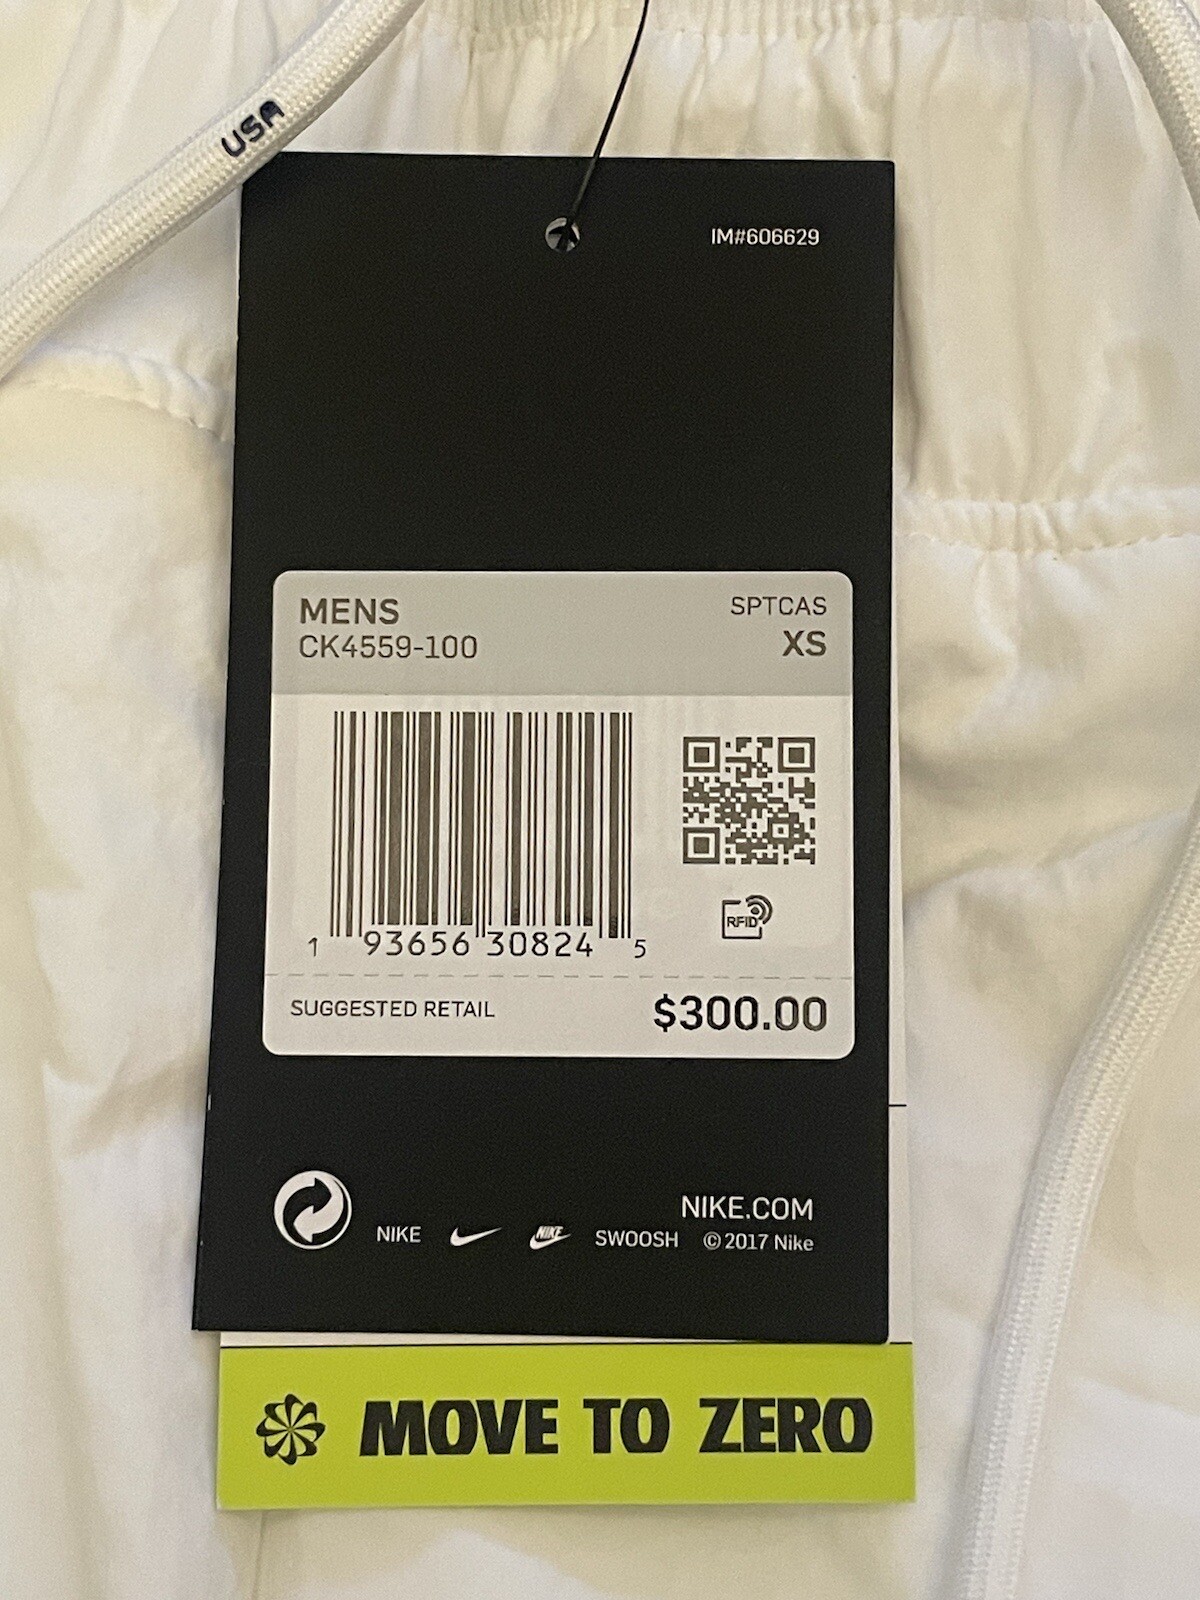 USA
IM#606629
MENS
SPTCAS
CK4559-100
XS
RFID
1 93656 30824 5
SUGGESTED RETAIL
$300.00
NIKE.COM
NIKE NIKE SWOOSH © 2017 Nike
MOVE TO ZERO